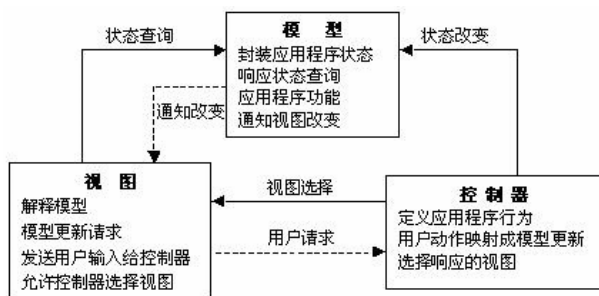 状态查询
模 型
封装应用程序状态
响应状态查询
应用程序功能
通知视图改变
状态改变
通知改变
视 图
解释模型
模型更新请求
发送用户输入给控制器
允许控制器选择视图
视图选择
用户请求
控 制 器
定义应用程序行为
用户动作映射成模型更新
选择响应的视图